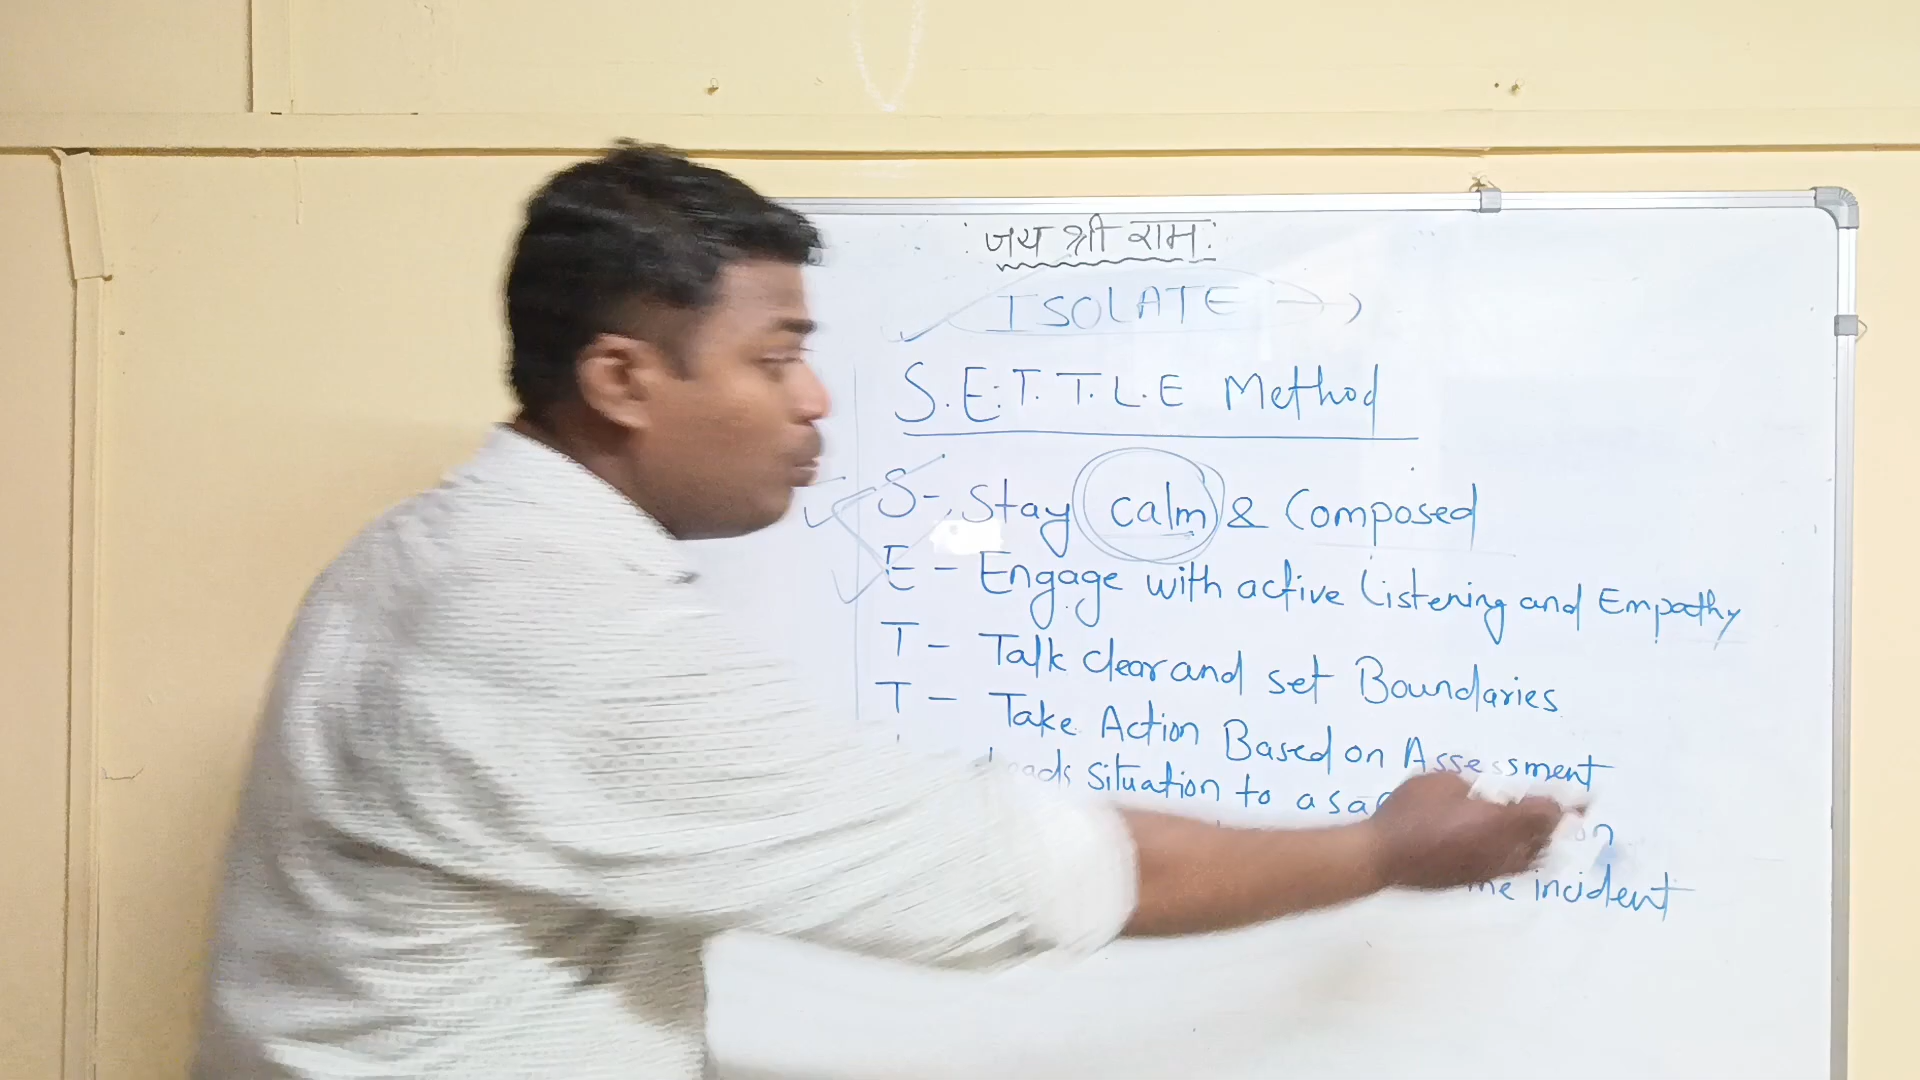 : जय श्री राम :
ISOLATE
S.E.T.T.L.E Method
S - Stay calm & Composed
E - Engage with active Listening and Empathy
T - Talk clear and set Boundaries
T - Take Action Based on Assessment
situation to a
incident